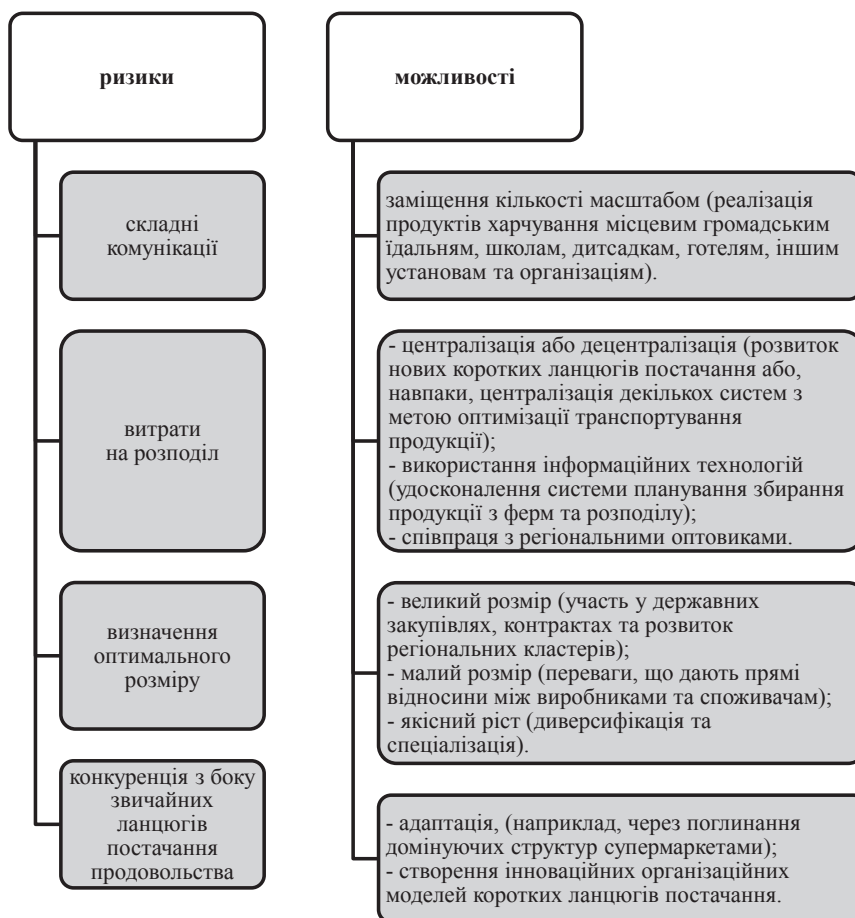 ризики
складні
комунікації
витрати
на розподіл
визначення
оптимального
розміру
конкуренція з боку
звичайних
ланцюгів
постачання
продовольства
можливості
заміщення кількості масштабом (реалізація
продуктів харчування місцевим громадським
їдальням, школам, дитсадкам, готелям, іншим
установам та організаціям).
- централізація або децентралізація (розвиток
нових коротких ланцюгів постачання або,
навпаки, централізація декількох систем з
метою оптимізації транспортування
продукції);
- використання інформаційних технологій
(удосконалення системи планування збирання
продукції з ферм та розподілу);
- співпраця з регіональними оптовиками.
- великий розмір (участь у державних
закупівлях, контрактах та розвиток
регіональних кластерів);
- малий розмір (переваги, що дають прямі
відносини між виробниками та споживачам);
- якісний ріст (диверсифікація та
спеціалізація).
- адаптація, (наприклад, через поглинання
домінуючих структур супермаркетами);
- створення інноваційних організаційних
моделей коротких ланцюгів постачання.